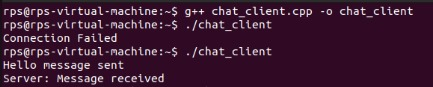 rps@rps-virtual-machine:~$ g++ chat_client.cpp -o chat_client
rps@rps-virtual-machine:~$ ./chat_client
Connection Failed
rps@rps-virtual-machine:~$ ./chat_client
Hello message sent
Server: Message received